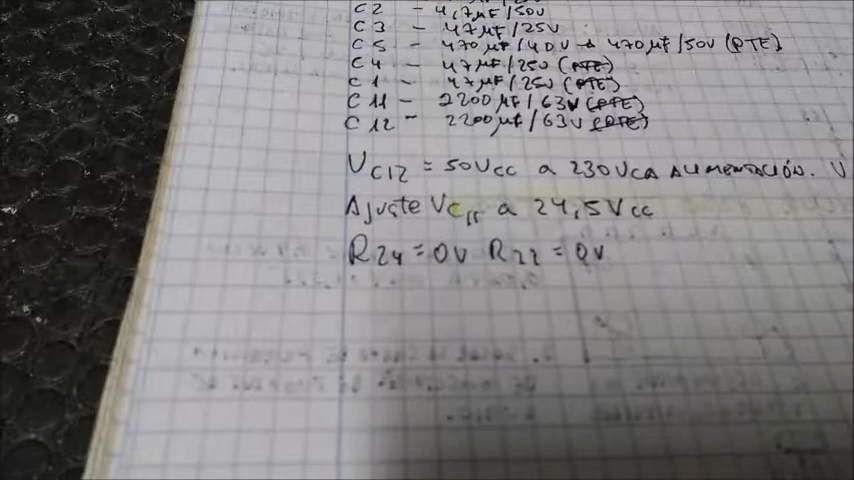 C2 - 4,7µF/50V
C3 - 47µF/25V
C5 - 470µF/40V → 470µF/50V (PTE)
C4 - 47µF/25V (PTE)
C1 - 47µF/25V (PTE)
C11 - 2200µF/63V (PTE)
C12 - 2200µF/63V (PTE)
VC12 = 50Vcc a 230VCA ALIMENTACIÓN. V
Ajuste VC11 a 24,5Vcc
R24 = 0V R22 = 0V